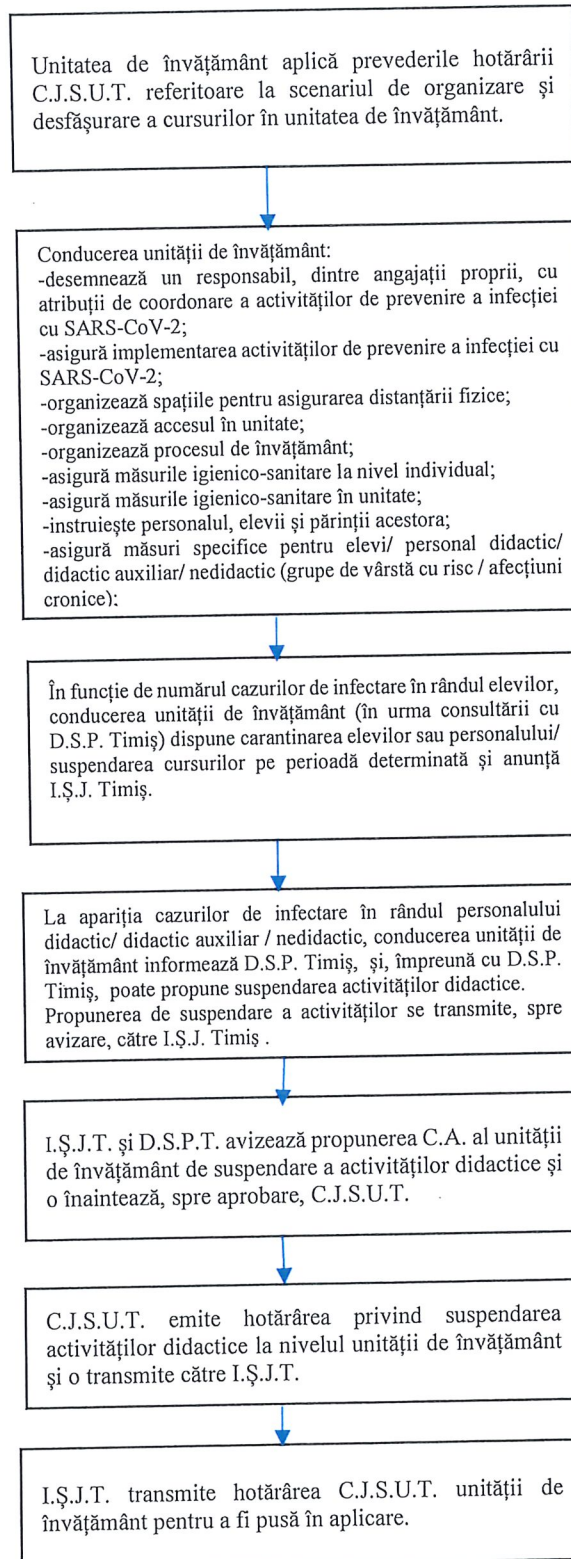 Unitatea de învățământ aplică prevederile hotărârii
C.J.S.U.T. referitoare la scenariul de organizare și
desfășurare a cursurilor în unitatea de învățământ.
Conducerea unității de învățământ:
-desemnează un responsabil, dintre angajații proprii, cu
atribuții de coordonare a activităților de prevenire a infecției
cu SARS-CoV-2;
-asigură implementarea activităților de prevenire a infecției cu
SARS-CoV-2;
-organizează spațiile pentru asigurarea distanțării fizice;
-organizează accesul în unitate;
-organizează procesul de învățământ;
-asigură măsurile igienico-sanitare la nivel individual;
-asigură măsurile igienico-sanitare în unitate;
-instruiește personalul, elevii și părinții acestora;
-asigură măsuri specifice pentru elevi/ personal didactic/
didactic auxiliar/ nedidactic (grupe de vârstă cu risc / afecțiuni
cronice);
În funcție de numărul cazurilor de infectare în rândul elevilor,
conducerea unității de învățământ (în urma consultării cu
D.S.P. Timiș) dispune carantinarea elevilor sau personalului/
suspendarea cursurilor pe perioadă determinată și anunță
I.Ș.J. Timiș.
La apariția cazurilor de infectare în rândul personalului
didactic/ didactic auxiliar / nedidactic, conducerea unității de
învățământ informează D.S.P. Timiș, și, împreună cu D.S.P.
Timiș, poate propune suspendarea activităților didactice.
Propunerea de suspendare a activităților se transmite, spre
avizare, către I.Ș.J. Timiș .
I.Ș.J.T. și D.S.P.T. avizează propunerea C.A. al unității
de învățământ de suspendare a activităților didactice și
o înaintează, spre aprobare, C.J.S.U.T.
C.J.S.U.T. emite hotărârea privind suspendarea
activităților didactice la nivelul unității de învățământ
și o transmite către I.Ș.J.T.
I.Ș.J.T. transmite hotărârea C.J.S.U.T. unității de
învățământ pentru a fi pusă în aplicare.